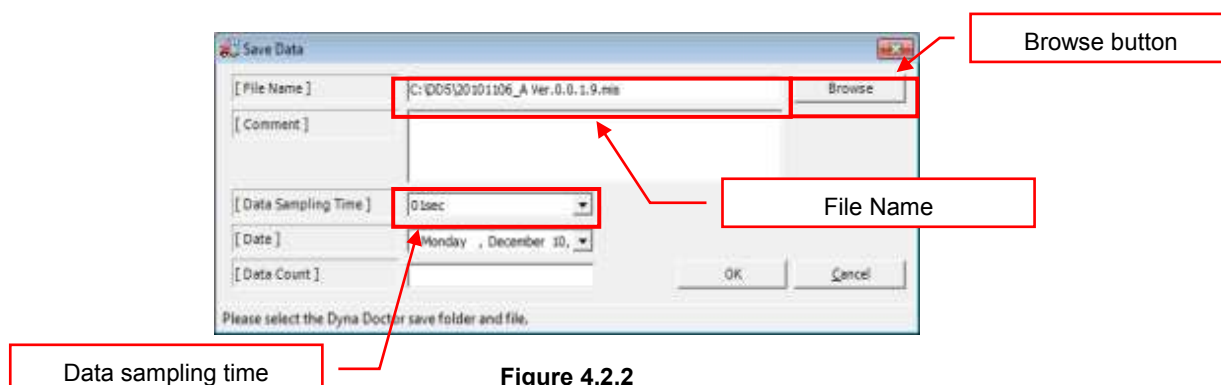 Browse button
Save Data
[ File Name ]
C:\DD5\20101106_A Ver.0.0.1.9.mis
Browse
[ Comment ]
File Name
[ Data Sampling Time ]
01sec
[ Date ]
Monday , December 10,
[ Data Count ]
OK
Cancel
Please select the Dyna Doctor save folder and file.
Data sampling time
Figure 4.2.2